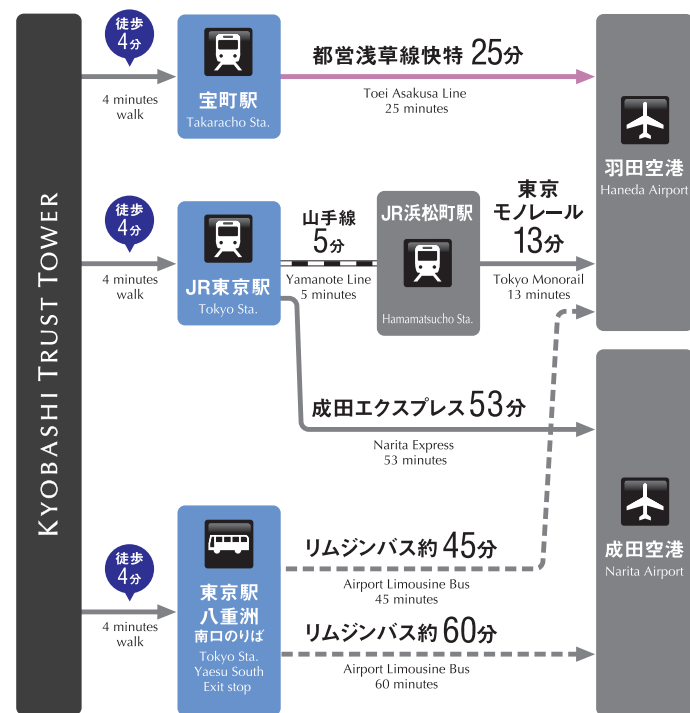 KYOBASHI TRUST TOWER
徒歩
4分
4 minutes
walk
宝町駅
Takaracho Sta.
都営浅草線快特 25分
Toei Asakusa Line
25 minutes
羽田空港
Haneda Airport
徒歩
4分
4 minutes
walk
JR東京駅
Tokyo Sta.
山手線
5分
Yamanote Line
5 minutes
JR浜松町駅
Hamamatsucho Sta.
東京
モノレール
13分
Tokyo Monorail
13 minutes
成田エクスプレス 53分
Narita Express
53 minutes
成田空港
Narita Airport
徒歩
4分
4 minutes
walk
東京駅
八重洲
南口のりば
Tokyo Sta.
Yaesu South
Exit stop
リムジンバス約 45分
Airport Limousine Bus
45 minutes
リムジンバス約 60分
Airport Limousine Bus
60 minutes